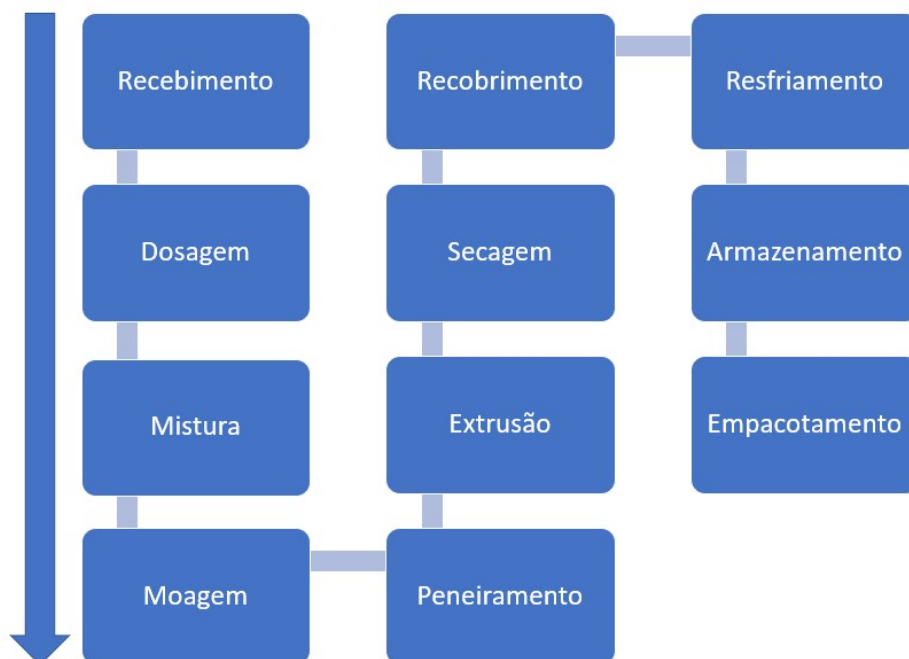 Recebimento
Dosagem
Mistura
Moagem
Peneiramento
Extrusão
Secagem
Recobrimento
Resfriamento
Armazenamento
Empacotamento